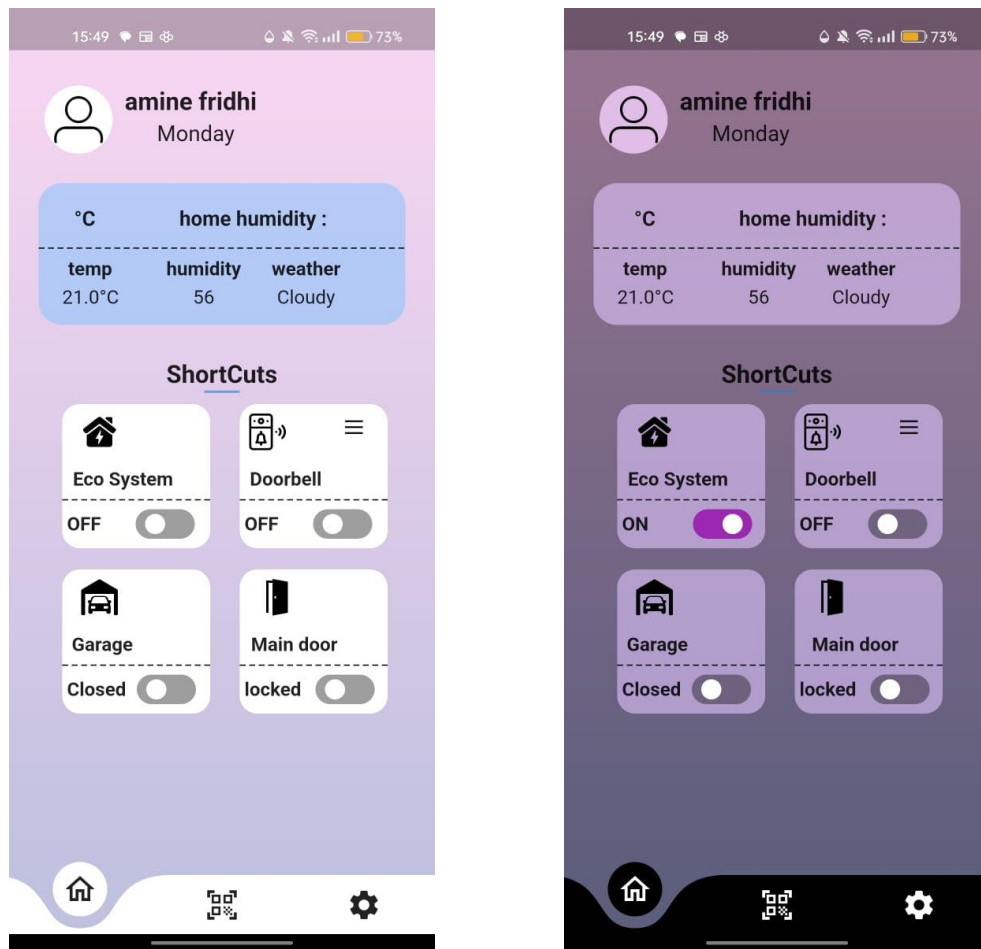 15:49 73%
amine fridhi
Monday
°C home humidity :
temp humidity weather
21.0°C 56 Cloudy
ShortCuts
Eco System Doorbell
OFF OFF
Garage Main door
Closed locked
15:49 73%
amine fridhi
Monday
°C home humidity :
temp humidity weather
21.0°C 56 Cloudy
ShortCuts
Eco System Doorbell
ON OFF
Garage Main door
Closed locked